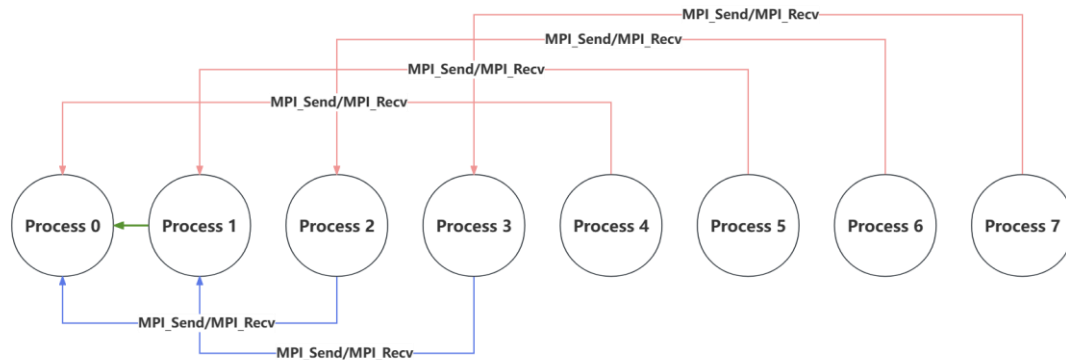 MPI_Send/MPI_Recv
MPI_Send/MPI_Recv
MPI_Send/MPI_Recv
MPI_Send/MPI_Recv
Process 0
Process 1
Process 2
Process 3
Process 4
Process 5
Process 6
Process 7
MPI_Send/MPI_Recv
MPI_Send/MPI_Recv